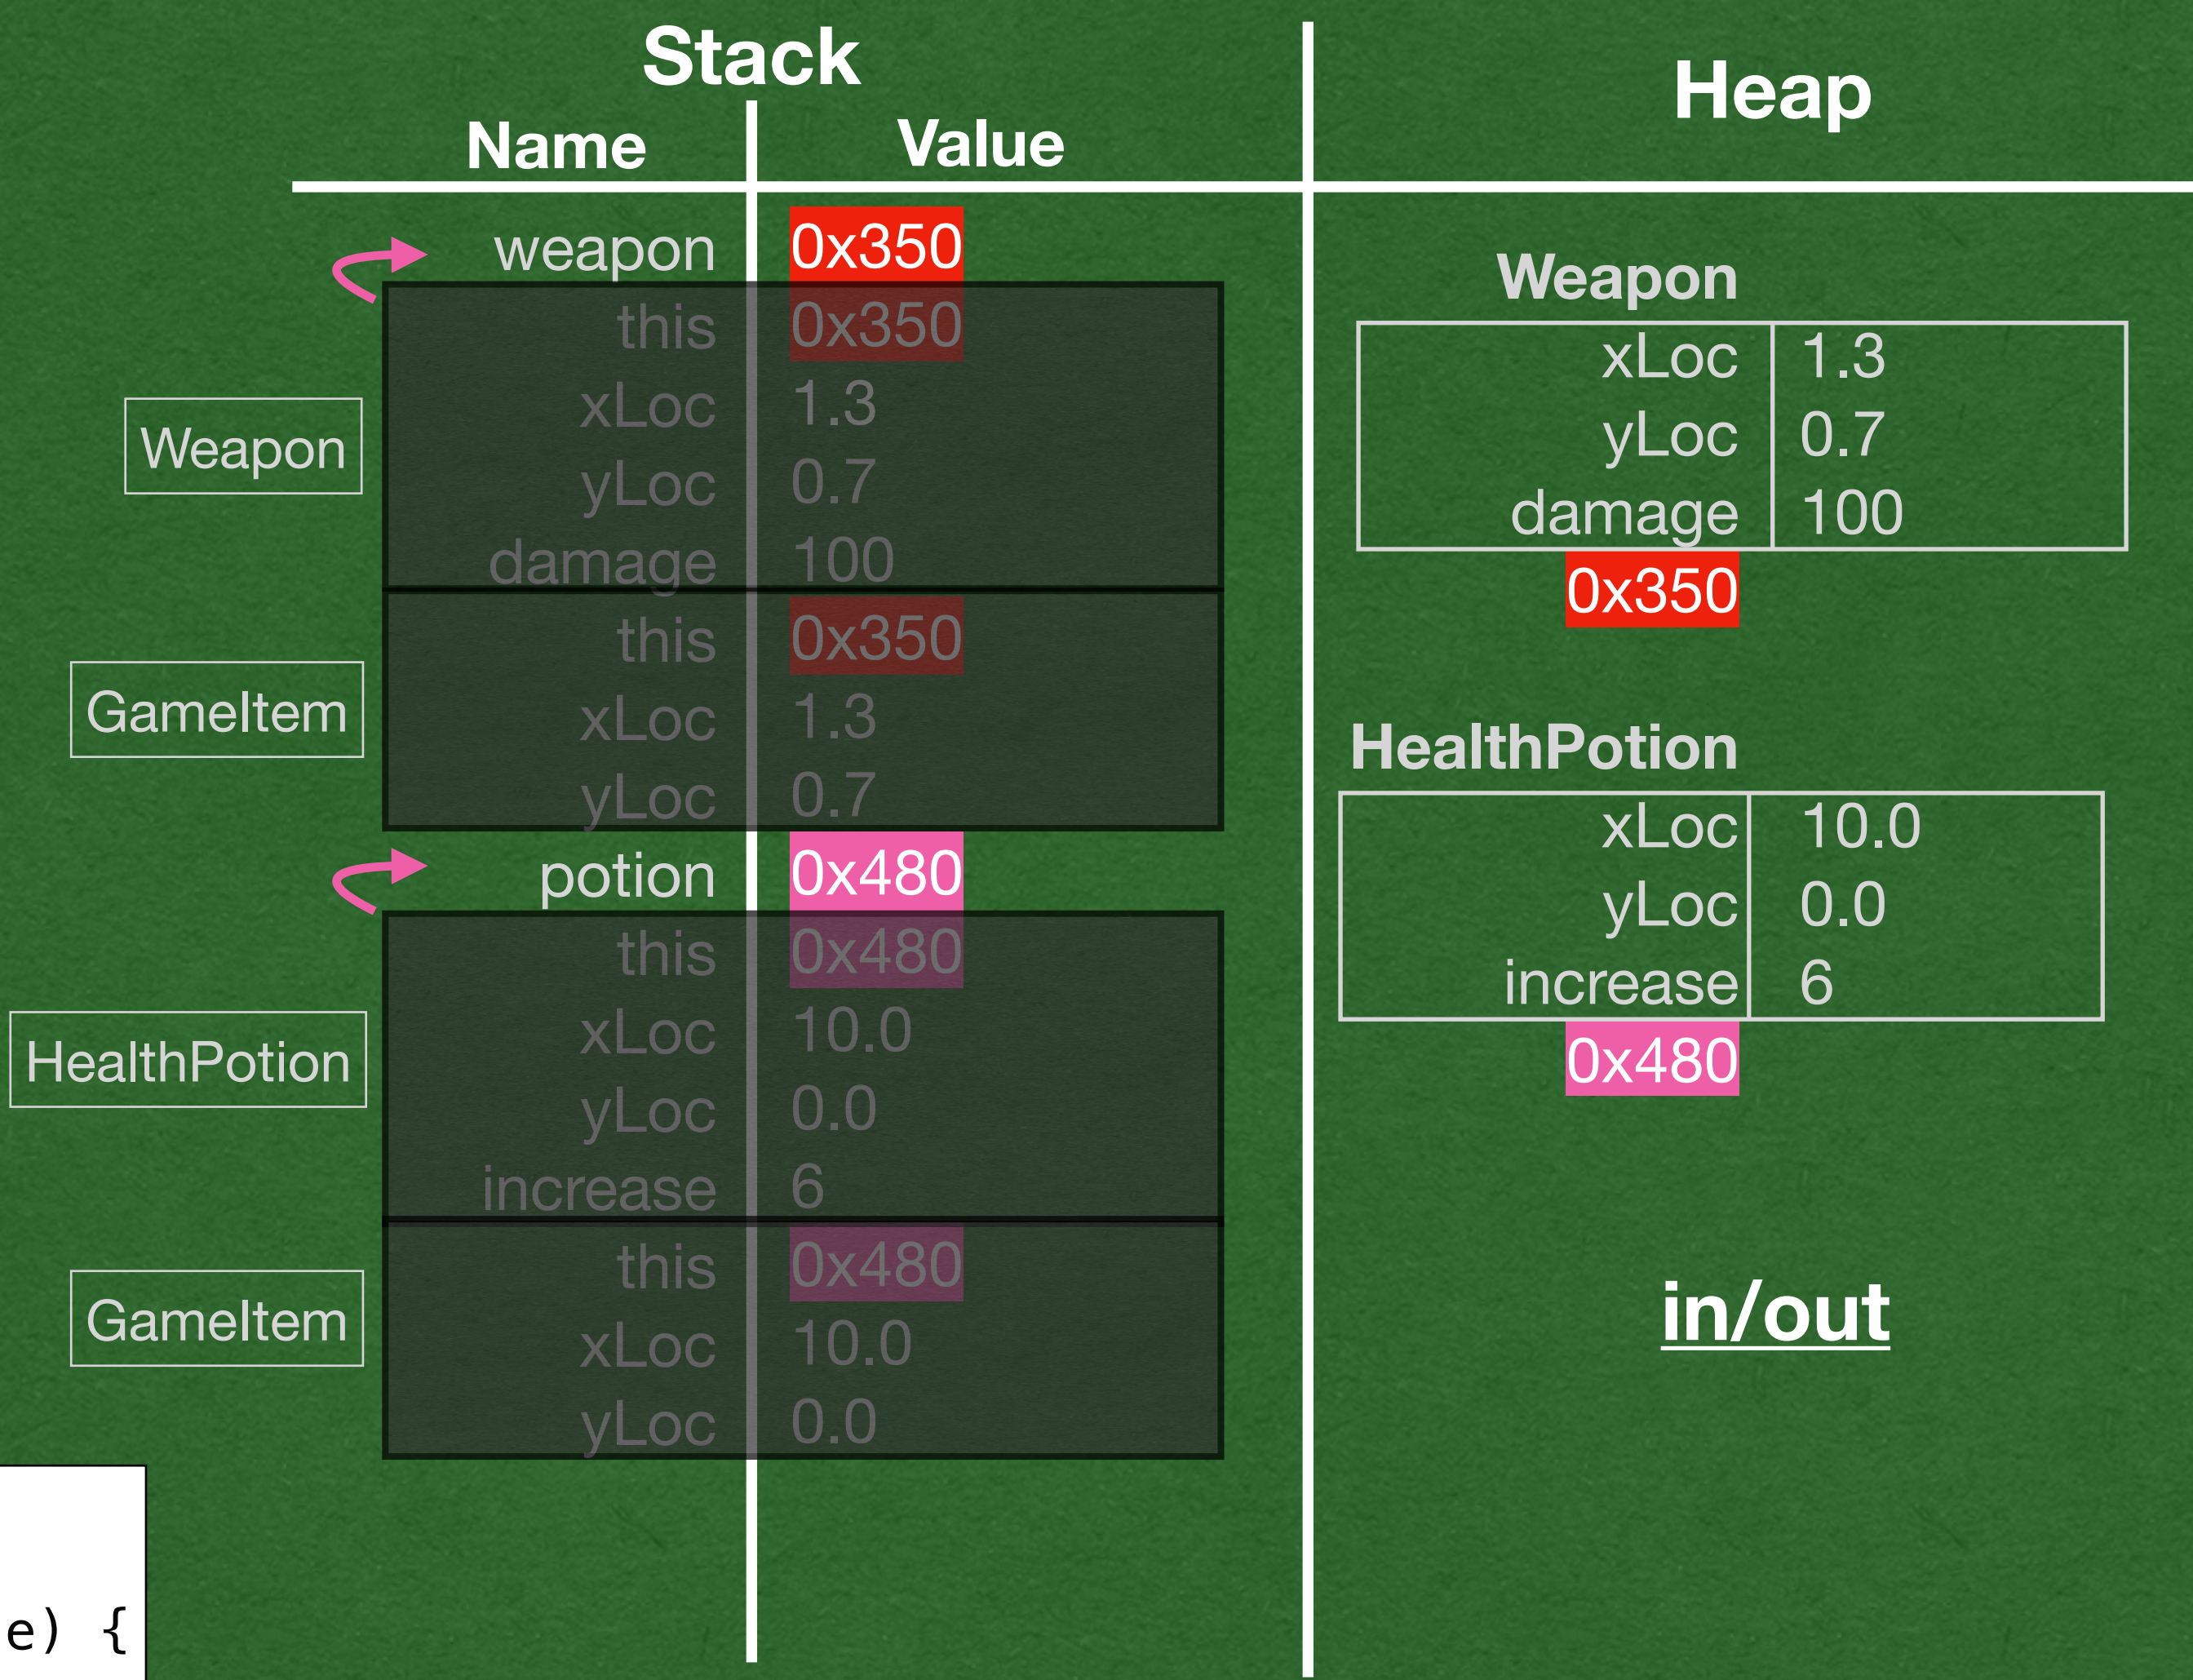 Stack
Name Value
weapon 0x350
this 0x350
xLoc 1.3
yLoc 0.7
damage 100
Weapon
this 0x350
xLoc 1.3
yLoc 0.7
GameItem
potion 0x480
this 0x480
xLoc 10.0
yLoc 0.0
increase 6
HealthPotion
this 0x480
xLoc 10.0
yLoc 0.0
GameItem
e) {
Heap
Weapon
xLoc 1.3
yLoc 0.7
damage 100
0x350
HealthPotion
xLoc 10.0
yLoc 0.0
increase 6
0x480
in/out